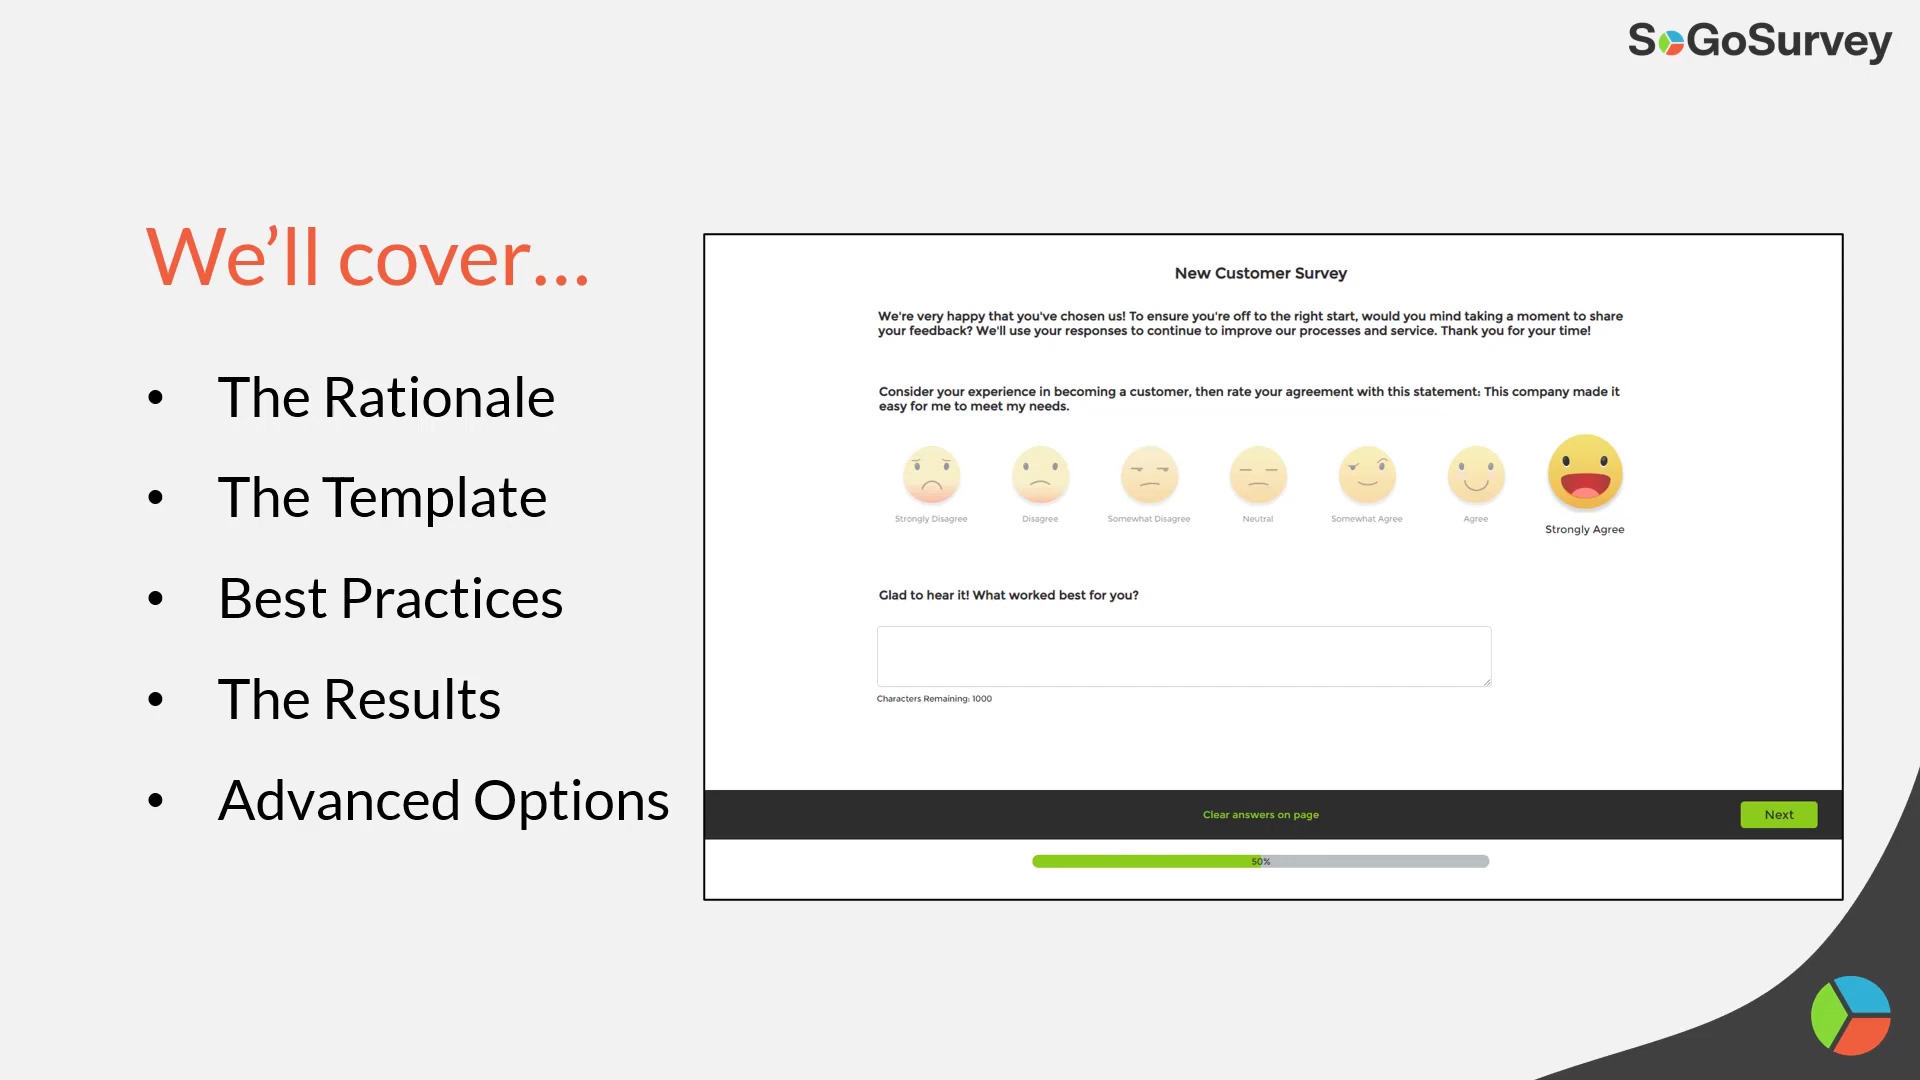 SoGoSurvey
We’ll cover...
• The Rationale
• The Template
• Best Practices
• The Results
• Advanced Options
New Customer Survey
We're very happy that you've chosen us! To ensure you're off to the right start, would you mind taking a moment to share
your feedback? We'll use your responses to continue to improve our processes and service. Thank you for your time!
Consider your experience in becoming a customer, then rate your agreement with this statement: This company made it
easy for me to meet my needs.
Strongly Disagree
Disagree
Somewhat Disagree
Neutral
Somewhat Agree
Agree
Strongly Agree
Glad to hear it! What worked best for you?
Characters Remaining: 1000
Clear answers on page
Next
50%